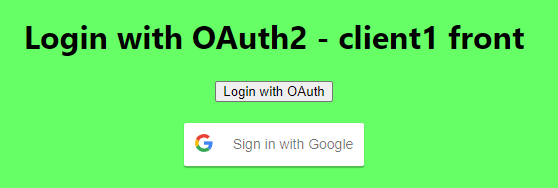 Login with OAuth2 - client1 front
Login with OAuth
Sign in with Google